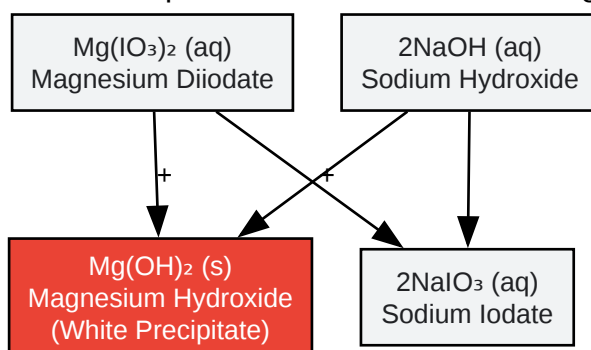 Mg(IO₃)₂ (aq)
Magnesium Diiodate
2NaOH (aq)
Sodium Hydroxide
+
+
Mg(OH)₂ (s)
Magnesium Hydroxide
(White Precipitate)
2NaIO₃ (aq)
Sodium Iodate